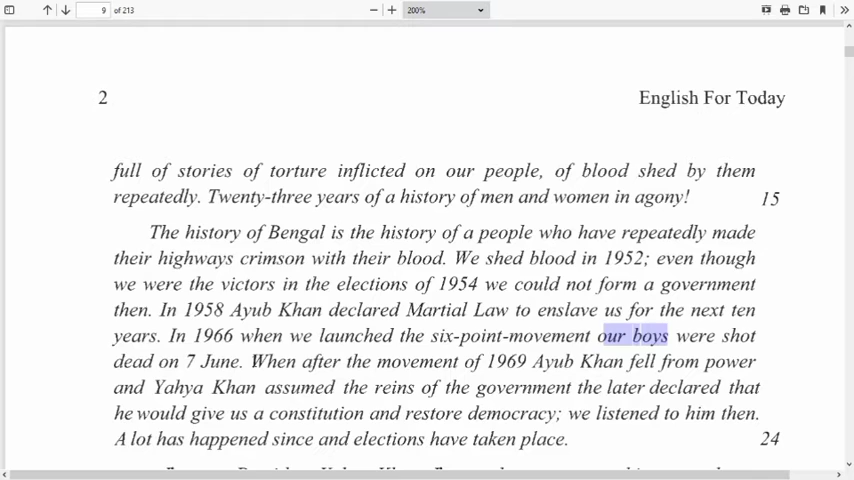 9 of 213 200%
2 English For Today
full of stories of torture inflicted on our people, of blood shed by them
repeatedly. Twenty-three years of a history of men and women in agony! 15
The history of Bengal is the history of a people who have repeatedly made
their highways crimson with their blood. We shed blood in 1952; even though
we were the victors in the elections of 1954 we could not form a government
then. In 1958 Ayub Khan declared Martial Law to enslave us for the next ten
years. In 1966 when we launched the six-point-movement our boys were shot
dead on 7 June. When after the movement of 1969 Ayub Khan fell from power
and Yahya Khan assumed the reins of the government the later declared that
he would give us a constitution and restore democracy; we listened to him then.
A lot has happened since and elections have taken place. 24